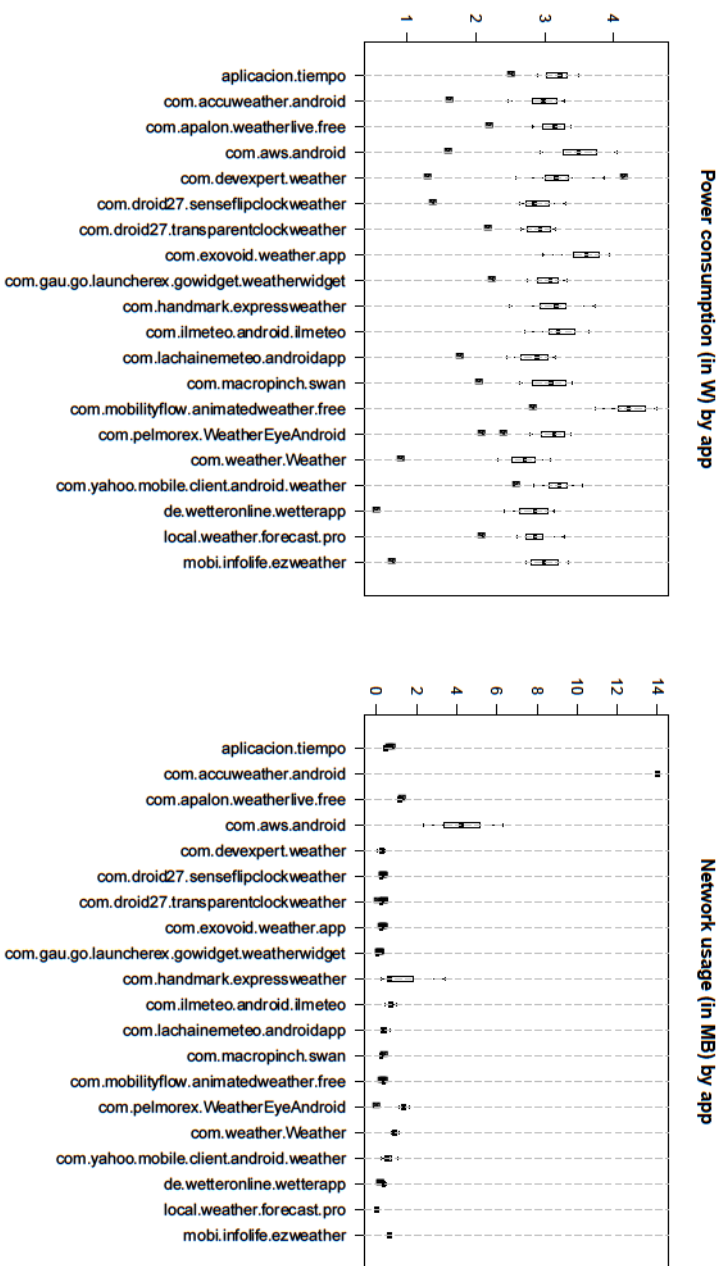 Power consumption (in W) by app
1 2 3 4
aplicacion.tiempo
com.accuweather.android
com.apalon.weatherlive.free
com.aws.android
com.devexpert.weather
com.droid27.senseflipclockweather
com.droid27.transparentclockweather
com.exovoid.weather.app
com.gau.go.launcherex.gowidget.weatherwidget
com.handmark.expressweather
com.ilmeteo.android.ilmeteo
com.lachainemeteo.androidapp
com.macropinch.swan
com.mobilityflow.animatedweather.free
com.pelmorex.WeatherEyeAndroid
com.weather.Weather
com.yahoo.mobile.client.android.weather
de.wetteronline.wetterapp
local.weather.forecast.pro
mobi.infolife.ezweather
Network usage (in MB) by app
0 2 4 6 8 10 12 14
aplicacion.tiempo
com.accuweather.android
com.apalon.weatherlive.free
com.aws.android
com.devexpert.weather
com.droid27.senseflipclockweather
com.droid27.transparentclockweather
com.exovoid.weather.app
com.gau.go.launcherex.gowidget.weatherwidget
com.handmark.expressweather
com.ilmeteo.android.ilmeteo
com.lachainemeteo.androidapp
com.macropinch.swan
com.mobilityflow.animatedweather.free
com.pelmorex.WeatherEyeAndroid
com.weather.Weather
com.yahoo.mobile.client.android.weather
de.wetteronline.wetterapp
local.weather.forecast.pro
mobi.infolife.ezweather